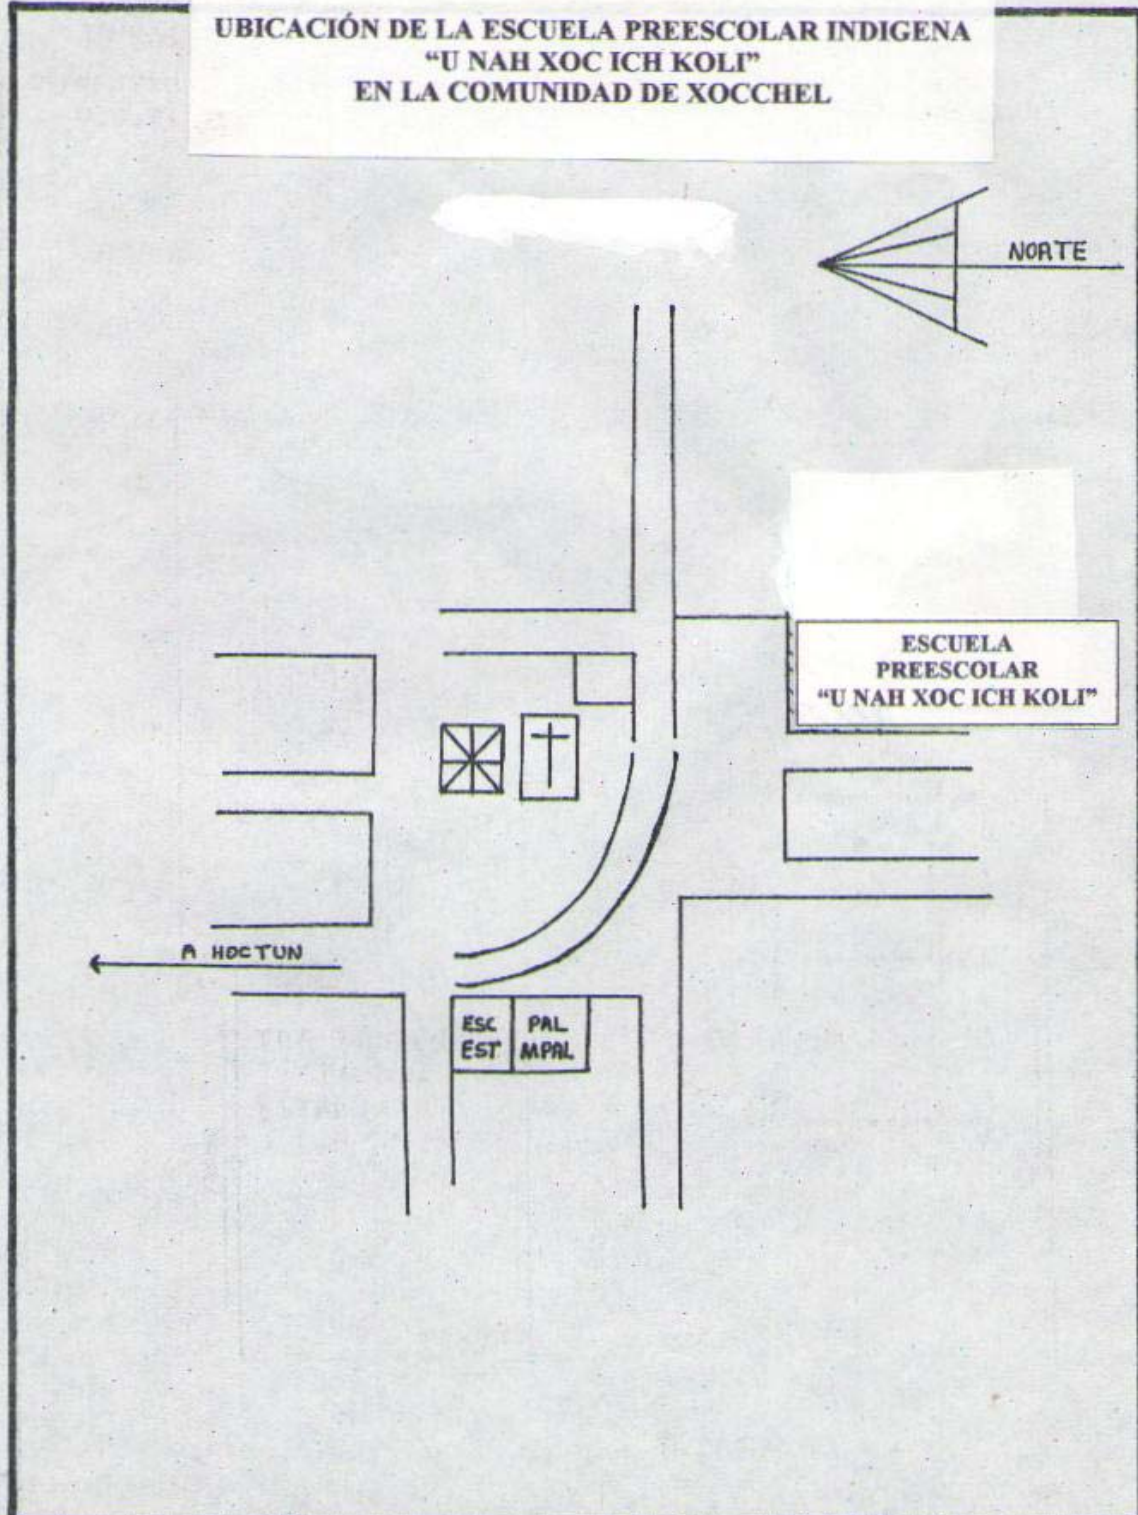 UBICACIÓN DE LA ESCUELA PREESCOLAR INDIGENA
“U NAH XOC ICH KOLI”
EN LA COMUNIDAD DE XOCCHEL
NORTE
ESCUELA
PREESCOLAR
“U NAH XOC ICH KOLI”
A HOCTUN
ESC
EST
PAL
MPAL